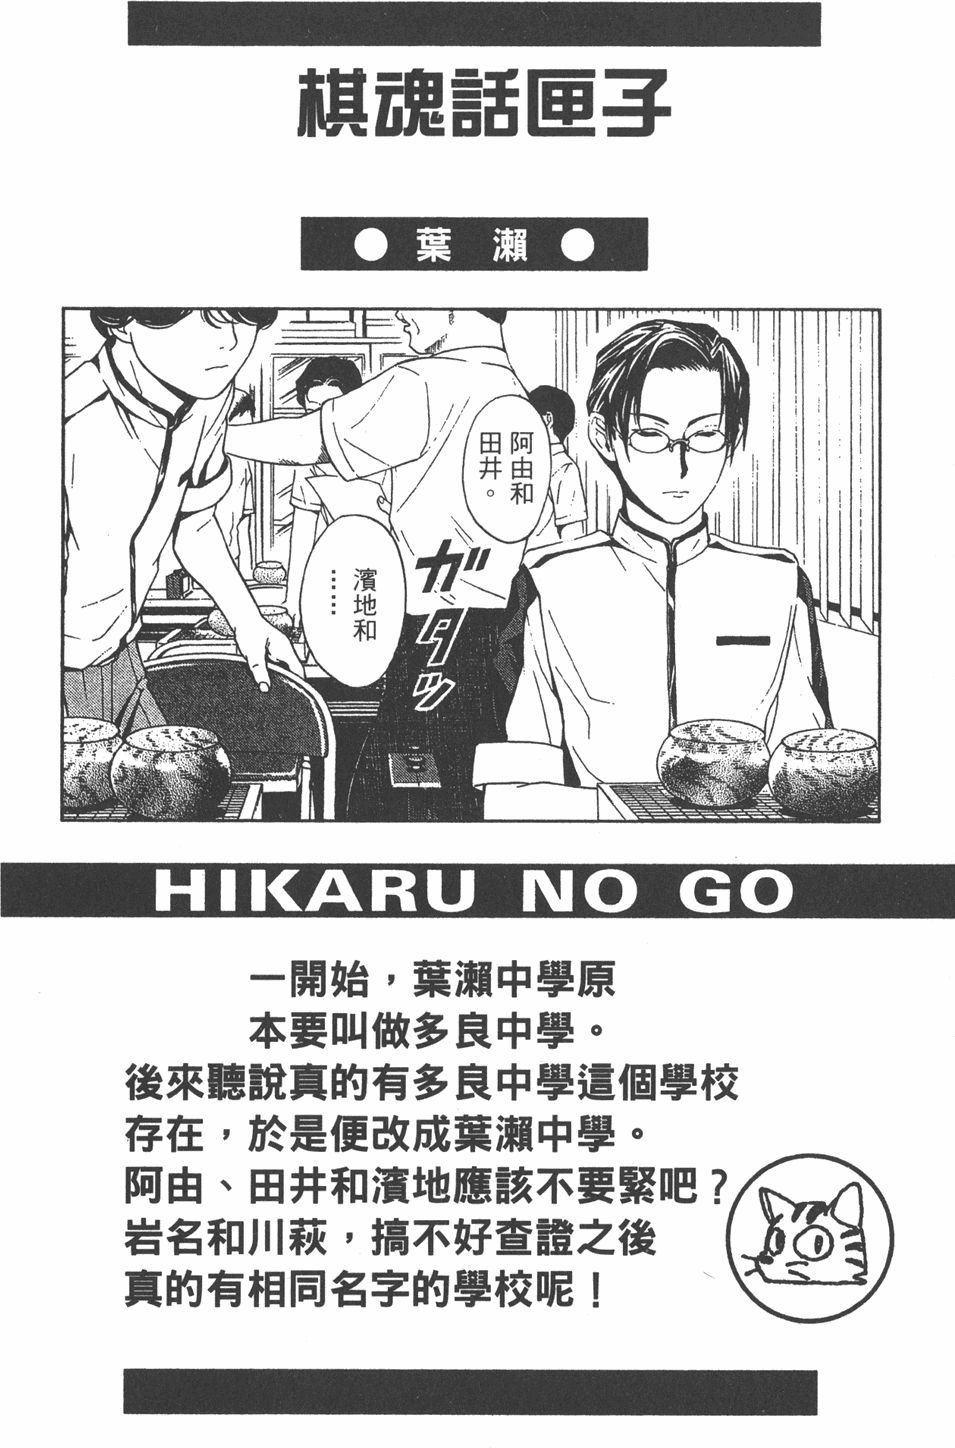 棋魂話匣子
●葉瀨●
阿由和
田井。
濱地和
……
ガタッ
HIKARU NO GO
一開始，葉瀨中學原
本要叫做多良中學。
後來聽說真的有多良中學這個學校
存在，於是便改成葉瀨中學。
阿由、田井和濱地應該不要緊吧？
岩名和川萩，搞不好查證之後
真的有相同名字的學校呢！